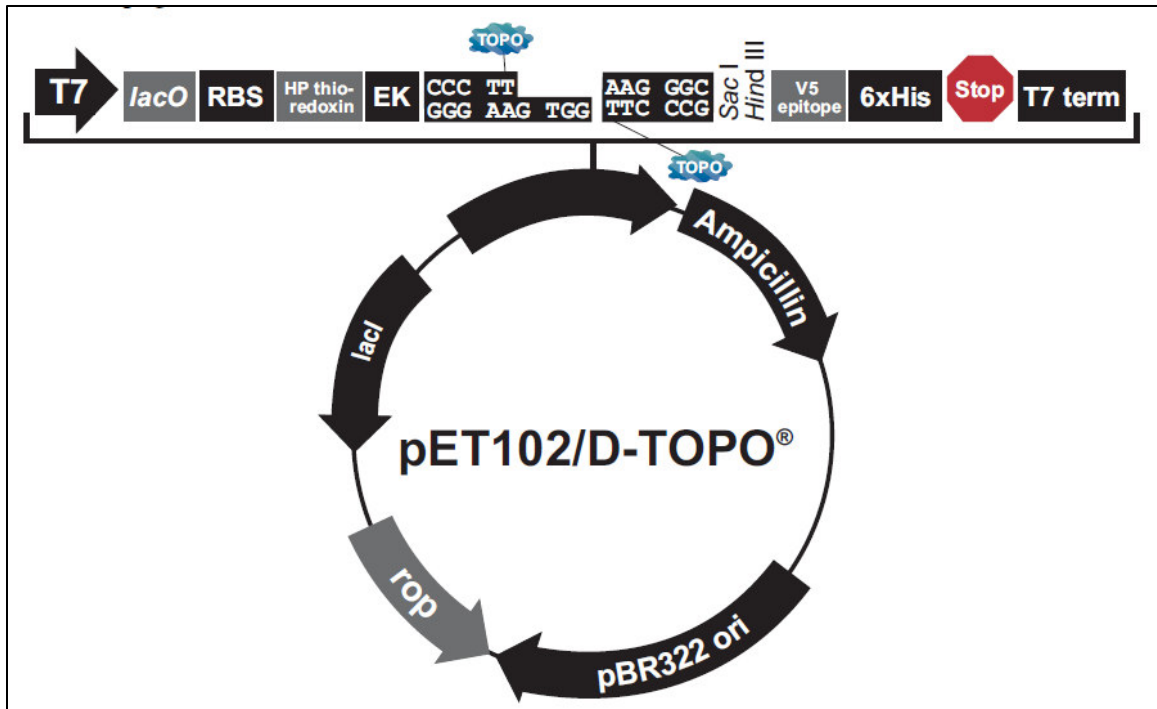 TOPO
T7 lacO RBS HP thio-
redoxin EK CCC TT
GGG AAG TGG AAG GGC
TTC CCG Sac I
Hind III V5
epitope 6xHis Stop T7 term
TOPO
Ampicillin
lacI
pET102/D-TOPO®
rop
pBR322 ori